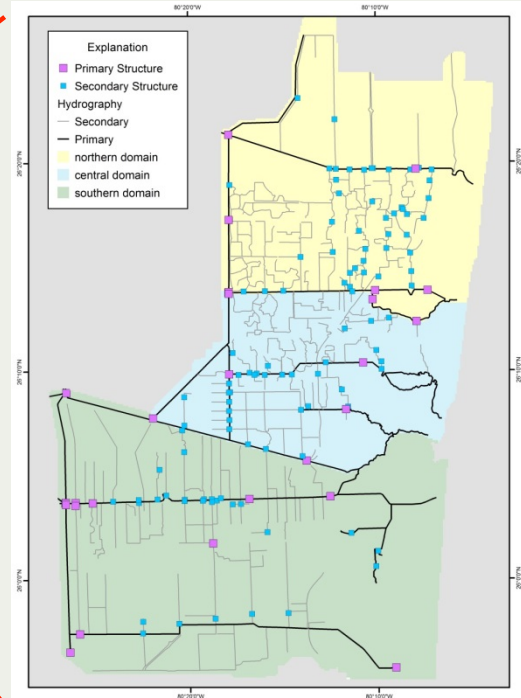 80°20'0"W
80°10'0"W
Explanation
Primary Structure
Secondary Structure
Hydrography
Secondary
Primary
northern domain
central domain
southern domain
26°20'0"N
26°20'0"N
26°10'0"N
26°10'0"N
26°0'0"N
26°0'0"N
80°20'0"W
80°10'0"W